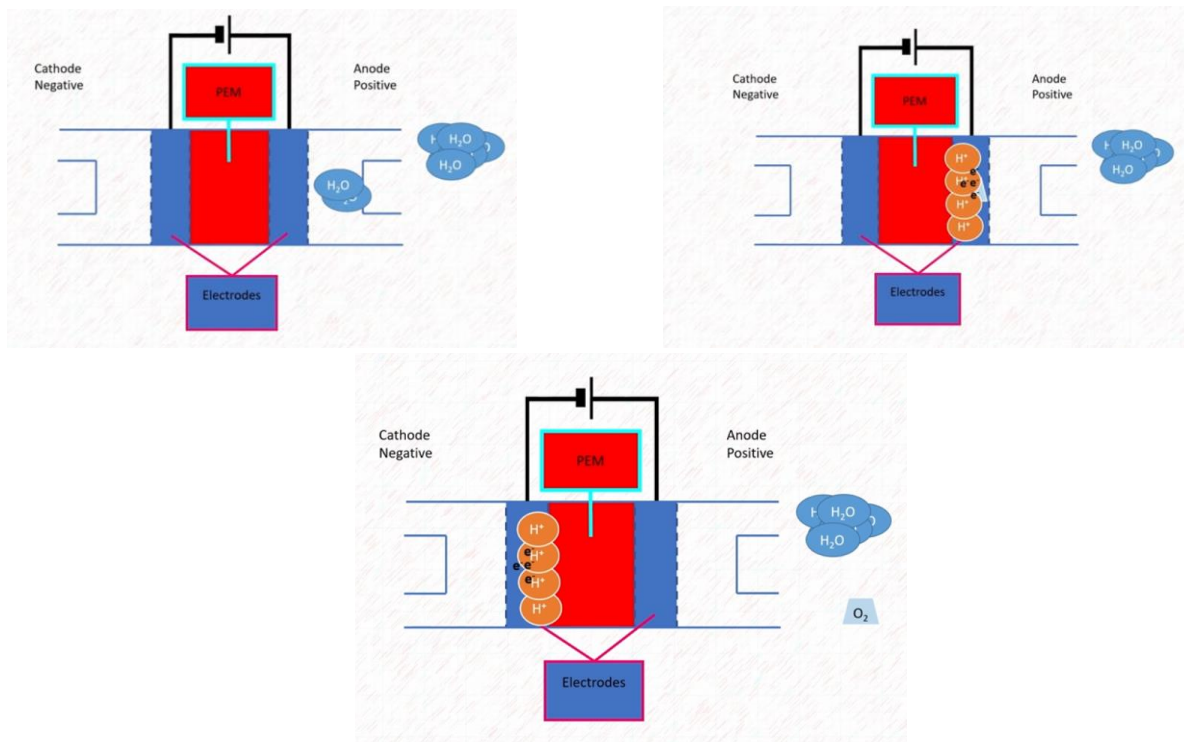 Cathode
Negative
PEM
Anode
Positive
H₂O
H₂O
H₂O
Electrodes
Cathode
Negative
PEM
Anode
Positive
H⁺
e
e e
H⁺
e
H⁺
H₂O
H₂O
Electrodes
Cathode
Negative
PEM
Anode
Positive
H⁺
e
H⁺
e e
e
H⁺
H⁺
H₂O
H₂O
O₂
Electrodes